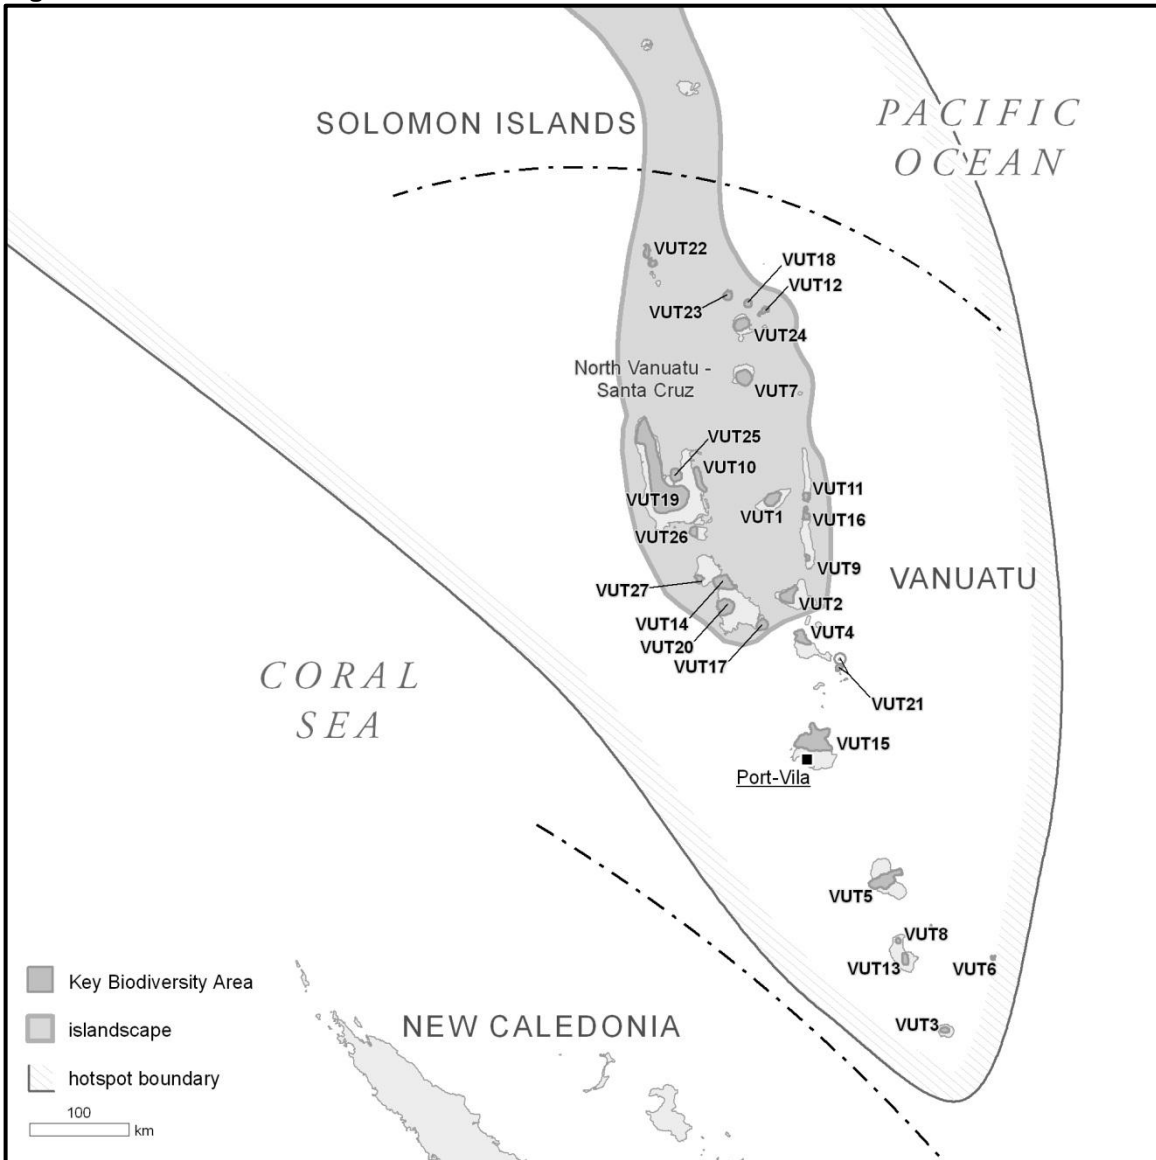 PACIFIC
OCEAN
SOLOMON ISLANDS
VUT22
VUT18
VUT12
VUT23
VUT24
North Vanuatu -
Santa Cruz
VUT7
VUT25
VUT10
VUT19
VUT11
VUT1
VUT16
VUT26
VUT9
VANUATU
VUT27
VUT2
VUT14
VUT4
VUT20
VUT17
CORAL
SEA
VUT21
VUT15
Port-Vila
VUT5
VUT8
VUT13
VUT6
VUT3
NEW CALEDONIA
Key Biodiversity Area
islandscape
hotspot boundary
100
km